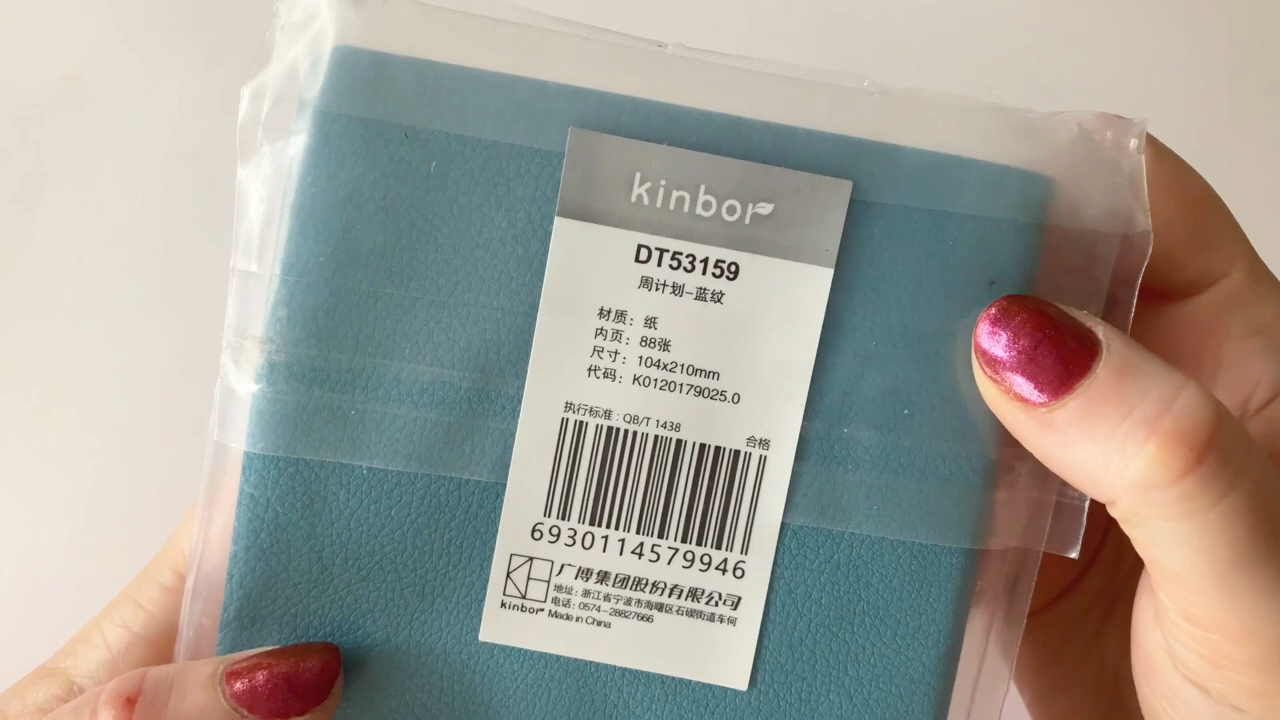 kinbor
DT53159
周计划-蓝纹
材质：纸
内页：88张
尺寸：104x210mm
代码：K0120179025.0
执行标准：QB/T 1438
合格
6930114579946
广博集团股份有限公司
地址：浙江省宁波市海曙区石碶街道车何
电话：0574-28827666
kinbor Made in China